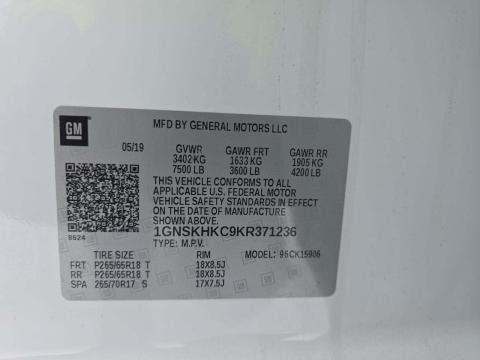 GM
MFD BY GENERAL MOTORS LLC
05/19 GVWR GAWR FRT GAWR RR
3402 KG 1633 KG 1905 KG
7500 LB 3600 LB 4200 LB
THIS VEHICLE CONFORMS TO ALL
APPLICABLE U.S. FEDERAL MOTOR
VEHICLE SAFETY STANDARDS IN
EFFECT ON THE DATE OF MANUFACTURE
SHOWN ABOVE.
1GNSKHKC9KR371236
8624
TYPE: M.P.V. MODEL: 96CK15906
TIRE SIZE RIM
FRT P265/65R18 T 18X8.5J
RR P265/65R18 T 18X8.5J
SPA 265/70R17 S 17X7.5J